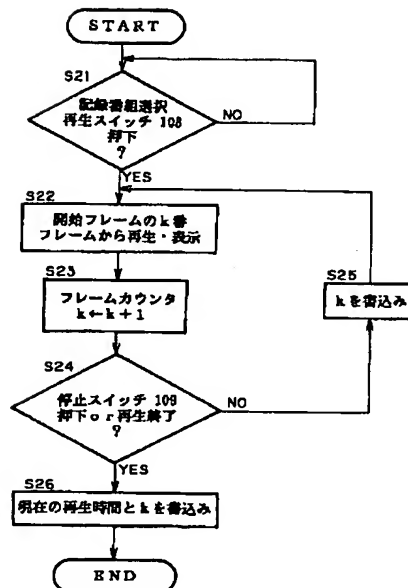 START
S21
記録番組選択
再生スイッチ 108
押下
?
NO
YES
S22
開始フレームのk番
フレームから再生・表示
S23
フレームカウンタ
k←k+1
S25
kを書込み
S24
停止スイッチ 109
押下or再生終了
?
NO
YES
S26
現在の再生時間とkを書込み
END